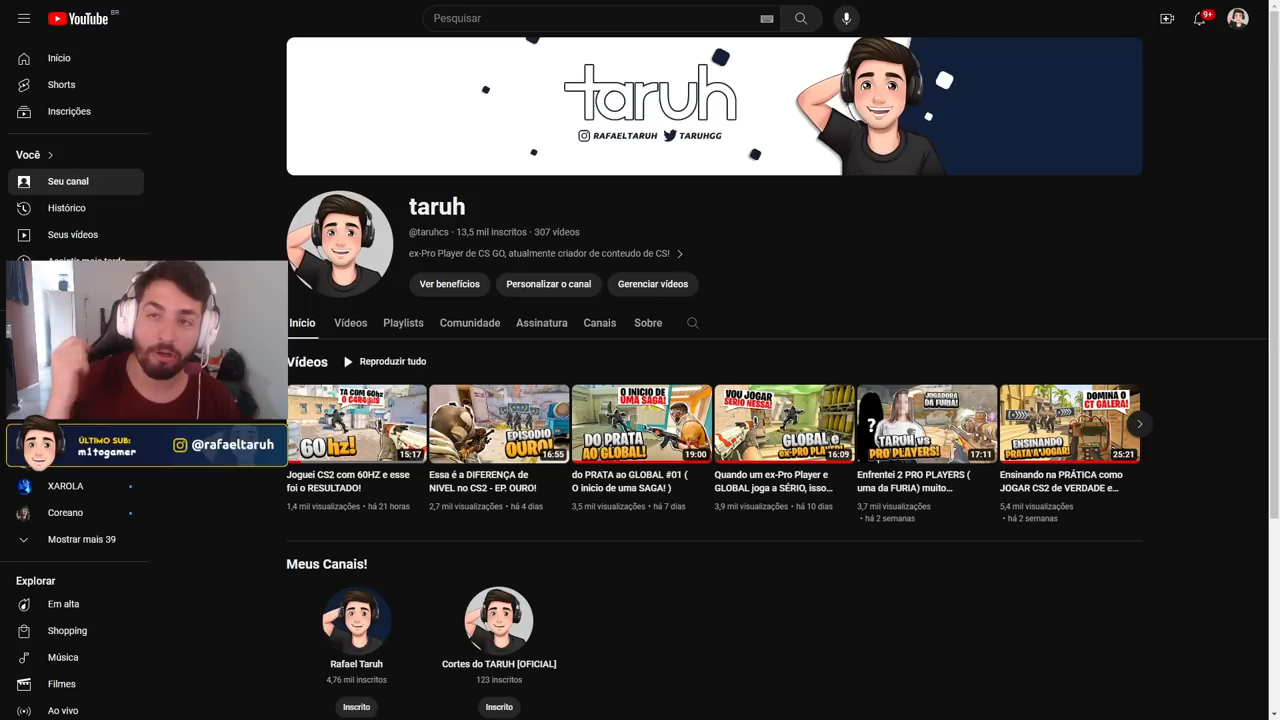 YouTube BR
Pesquisar
9+
Início
Shorts
Inscrições
Você
Seu canal
Histórico
Seus vídeos
Assistir mais tarde
ÚLTIMO SUB:
m1togamer
@rafaeltaruh
XAROLA
Coreano
Mostrar mais 39
Explorar
Em alta
Shopping
Música
Filmes
Ao vivo
taruh
RAFAELTARUH TARUHGG
taruh
@taruhcs · 13,5 mil inscritos · 307 vídeos
ex-Pro Player de CS GO, atualmente criador de conteudo de CS!
Ver benefícios
Personalizar o canal
Gerenciar vídeos
Início Vídeos Playlists Comunidade Assinatura Canais Sobre
Vídeos
Reproduzir tudo
TA COM 60hz
O C4R4@!$
60hz!
15:17
Joguei CS2 com 60HZ e esse
foi o RESULTADO!
1,4 mil visualizações · há 21 horas
EPISODIO
OURO!
16:55
Essa é a DIFERENÇA de
NIVEL no CS2 - EP. OURO!
2,7 mil visualizações · há 4 dias
O INICIO DE
UMA SAGA!
DO PRATA
AO GLOBAL!
19:00
do PRATA ao GLOBAL #01 (
O inicio de uma SAGA! )
3,5 mil visualizações · há 7 dias
VOU JOGAR
SERIO NESSA!
GLOBAL e
ex-PRO PLAYER!
16:09
Quando um ex-Pro Player e
GLOBAL joga a SÉRIO, isso...
3,9 mil visualizações · há 10 dias
JOGADORA
DA FURIA!
?
TARUH vs
PRO PLAYERS!
17:11
Enfrentei 2 PRO PLAYERS (
uma da FURIA) muito...
3,7 mil visualizações
· há 2 semanas
DOMINA O
CT GALERA!
ENSINANDO
PRATA A JOGAR!
25:21
Ensinando na PRÁTICA como
JOGAR CS2 de VERDADE e...
5,4 mil visualizações
· há 2 semanas
Meus Canais!
Rafael Taruh
4,76 mil inscritos
Inscrito
Cortes do TARUH [OFICIAL]
123 inscritos
Inscrito